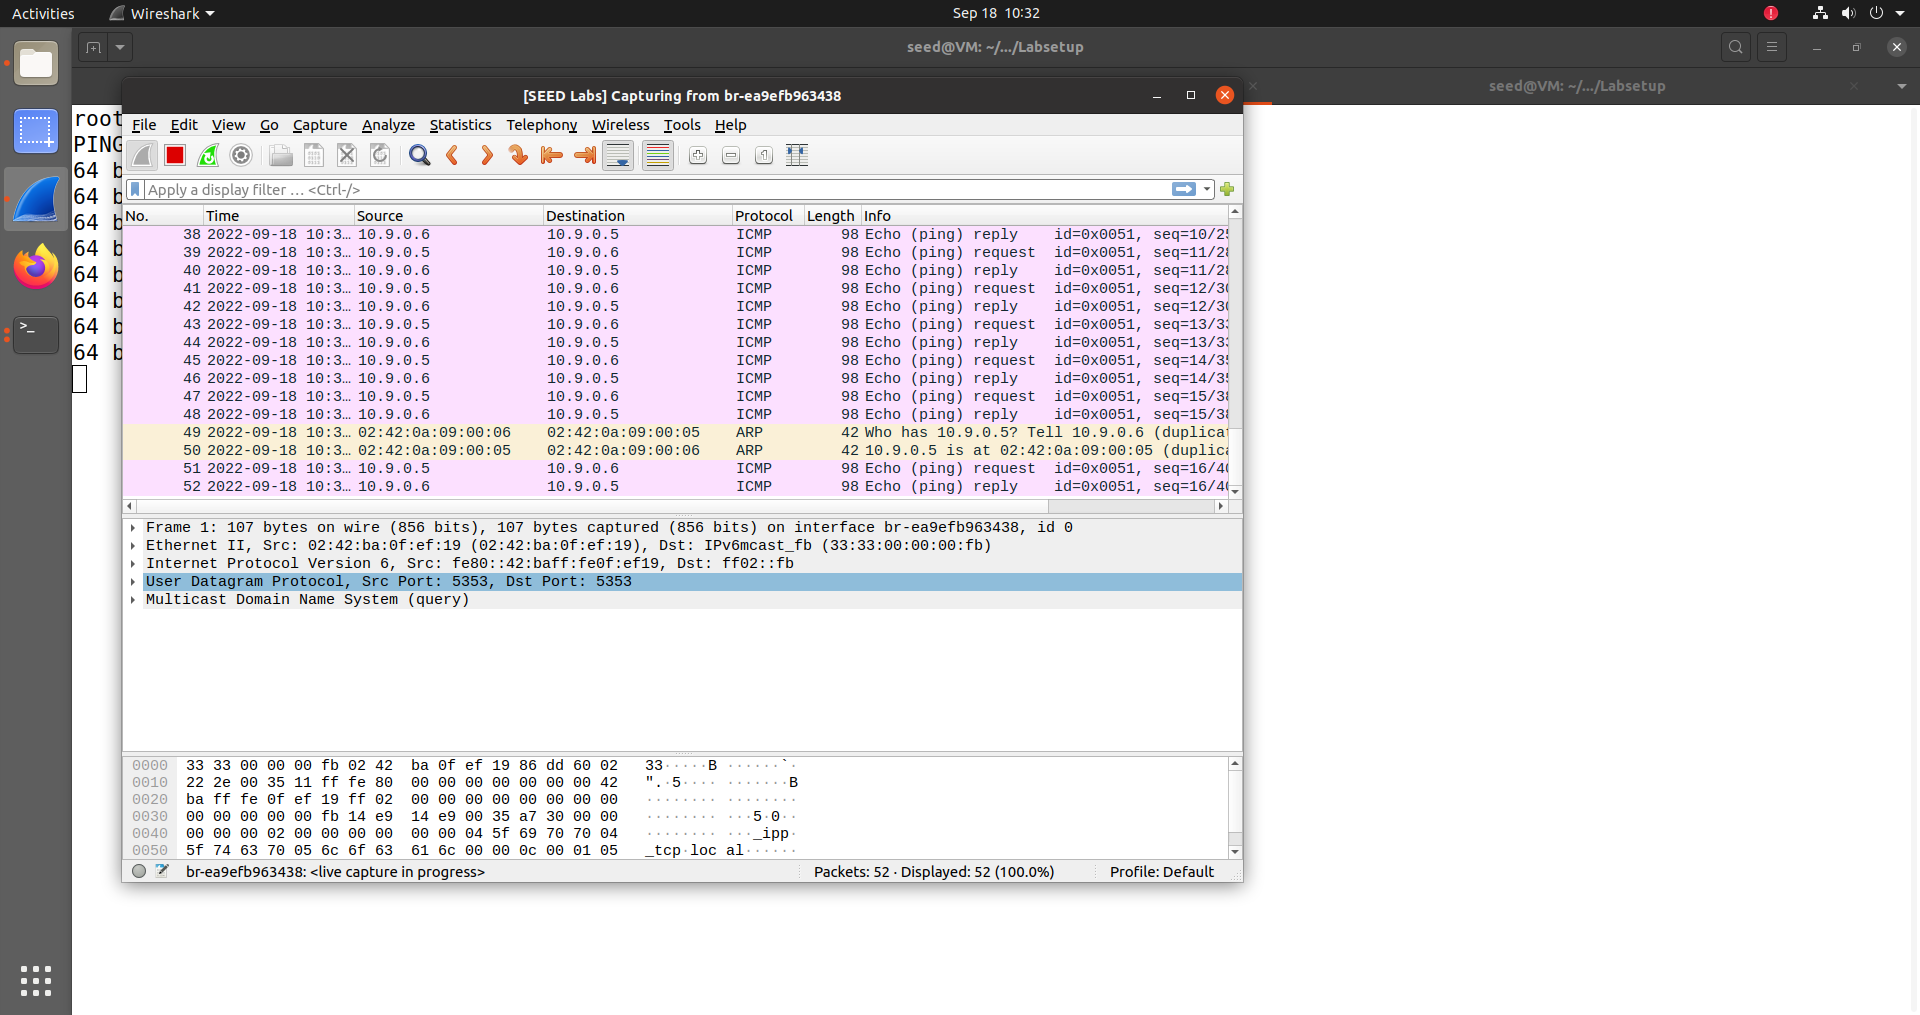 Activities Wireshark Sep 18 10:32
seed@VM: ~/.../Labsetup
seed@VM: ~/.../Labsetup
[SEED Labs] Capturing from br-ea9efb963438
root
PING
64 b
64 b
64 b
64 b
64 b
64 b
64 b
64 b
File Edit View Go Capture Analyze Statistics Telephony Wireless Tools Help
Apply a display filter … <Ctrl-/>
No. Time Source Destination Protocol Length Info
38 2022-09-18 10:3… 10.9.0.6 10.9.0.5 ICMP 98 Echo (ping) reply id=0x0051, seq=10/25
39 2022-09-18 10:3… 10.9.0.5 10.9.0.6 ICMP 98 Echo (ping) request id=0x0051, seq=11/28
40 2022-09-18 10:3… 10.9.0.6 10.9.0.5 ICMP 98 Echo (ping) reply id=0x0051, seq=11/28
41 2022-09-18 10:3… 10.9.0.5 10.9.0.6 ICMP 98 Echo (ping) request id=0x0051, seq=12/30
42 2022-09-18 10:3… 10.9.0.6 10.9.0.5 ICMP 98 Echo (ping) reply id=0x0051, seq=12/30
43 2022-09-18 10:3… 10.9.0.5 10.9.0.6 ICMP 98 Echo (ping) request id=0x0051, seq=13/33
44 2022-09-18 10:3… 10.9.0.6 10.9.0.5 ICMP 98 Echo (ping) reply id=0x0051, seq=13/33
45 2022-09-18 10:3… 10.9.0.5 10.9.0.6 ICMP 98 Echo (ping) request id=0x0051, seq=14/35
46 2022-09-18 10:3… 10.9.0.6 10.9.0.5 ICMP 98 Echo (ping) reply id=0x0051, seq=14/35
47 2022-09-18 10:3… 10.9.0.5 10.9.0.6 ICMP 98 Echo (ping) request id=0x0051, seq=15/38
48 2022-09-18 10:3… 10.9.0.6 10.9.0.5 ICMP 98 Echo (ping) reply id=0x0051, seq=15/38
49 2022-09-18 10:3… 02:42:0a:09:00:06 02:42:0a:09:00:05 ARP 42 Who has 10.9.0.5? Tell 10.9.0.6 (duplicat
50 2022-09-18 10:3… 02:42:0a:09:00:05 02:42:0a:09:00:06 ARP 42 10.9.0.5 is at 02:42:0a:09:00:05 (duplica
51 2022-09-18 10:3… 10.9.0.5 10.9.0.6 ICMP 98 Echo (ping) request id=0x0051, seq=16/40
52 2022-09-18 10:3… 10.9.0.6 10.9.0.5 ICMP 98 Echo (ping) reply id=0x0051, seq=16/40
Frame 1: 107 bytes on wire (856 bits), 107 bytes captured (856 bits) on interface br-ea9efb963438, id 0
Ethernet II, Src: 02:42:ba:0f:ef:19 (02:42:ba:0f:ef:19), Dst: IPv6mcast_fb (33:33:00:00:00:fb)
Internet Protocol Version 6, Src: fe80::42:baff:fe0f:ef19, Dst: ff02::fb
User Datagram Protocol, Src Port: 5353, Dst Port: 5353
Multicast Domain Name System (query)
0000 33 33 00 00 00 fb 02 42 ba 0f ef 19 86 dd 60 02 33·····B ······`·
0010 22 2e 00 35 11 ff fe 80 00 00 00 00 00 00 00 42 ".·5···· ·······B
0020 ba ff fe 0f ef 19 ff 02 00 00 00 00 00 00 00 00 ········ ········
0030 00 00 00 00 00 fb 14 e9 14 e9 00 35 a7 30 00 00 ········ ···5·0··
0040 00 00 00 02 00 00 00 00 00 00 04 5f 69 70 70 04 ········ ···_ipp·
0050 5f 74 63 70 05 6c 6f 63 61 6c 00 00 0c 00 01 05 _tcp·loc al······
br-ea9efb963438: <live capture in progress> Packets: 52 · Displayed: 52 (100.0%) Profile: Default